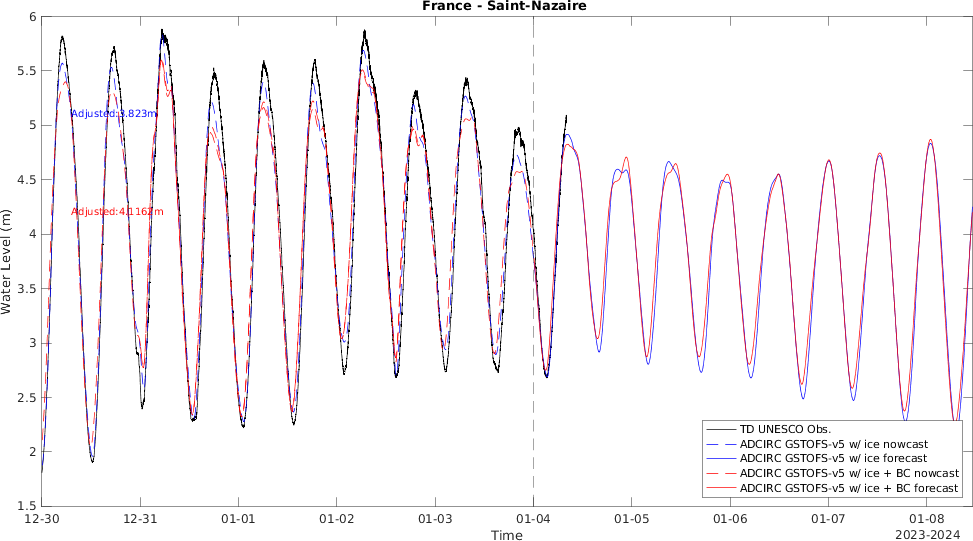 France - Saint-Nazaire
6
5.5
5
4.5
4
3.5
3
2.5
2
1.5
Water Level (m)
Adjusted:3.823m
Adjusted:4.1162m
TD UNESCO Obs.
ADCIRC GSTOFS-v5 w/ ice nowcast
ADCIRC GSTOFS-v5 w/ ice forecast
ADCIRC GSTOFS-v5 w/ ice + BC nowcast
ADCIRC GSTOFS-v5 w/ ice + BC forecast
12-30 12-31 01-01 01-02 01-03 01-04 01-05 01-06 01-07 01-08
Time
2023-2024